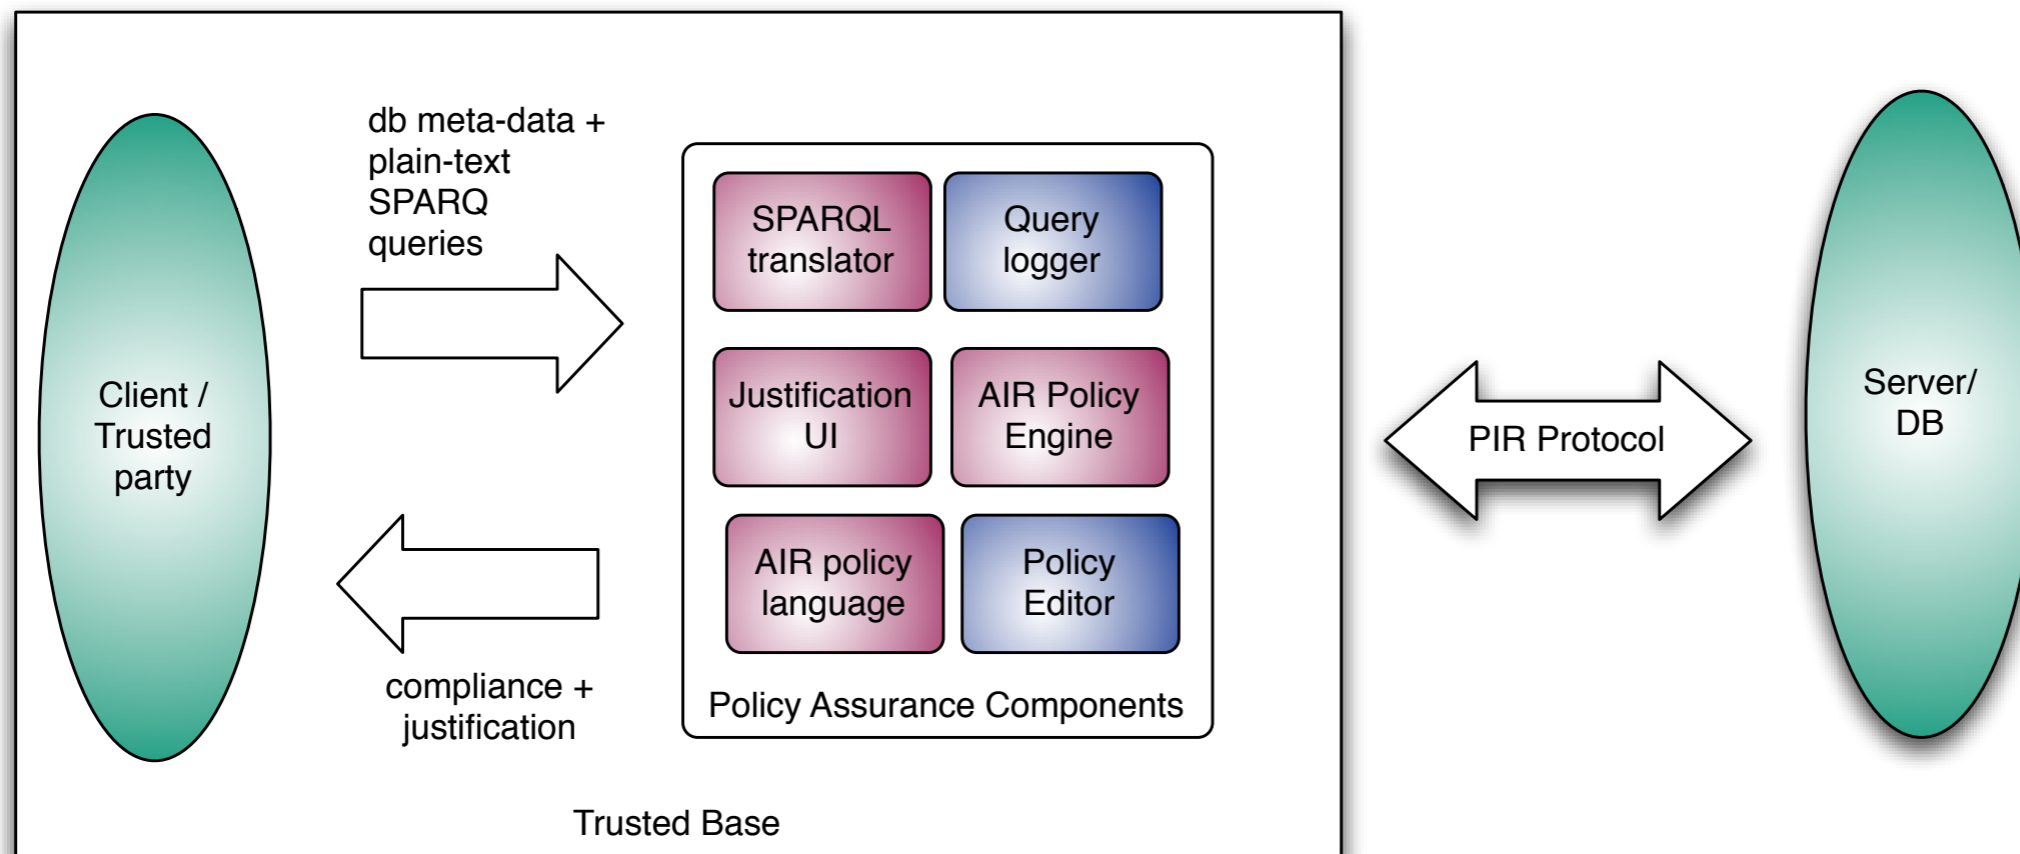 db meta-data +
plain-text
SPARQ
queries
Client /
Trusted
party
compliance +
justification
SPARQL
translator
Query
logger
Justification
UI
AIR Policy
Engine
AIR policy
language
Policy
Editor
Policy Assurance Components
Trusted Base
PIR Protocol
Server/
DB